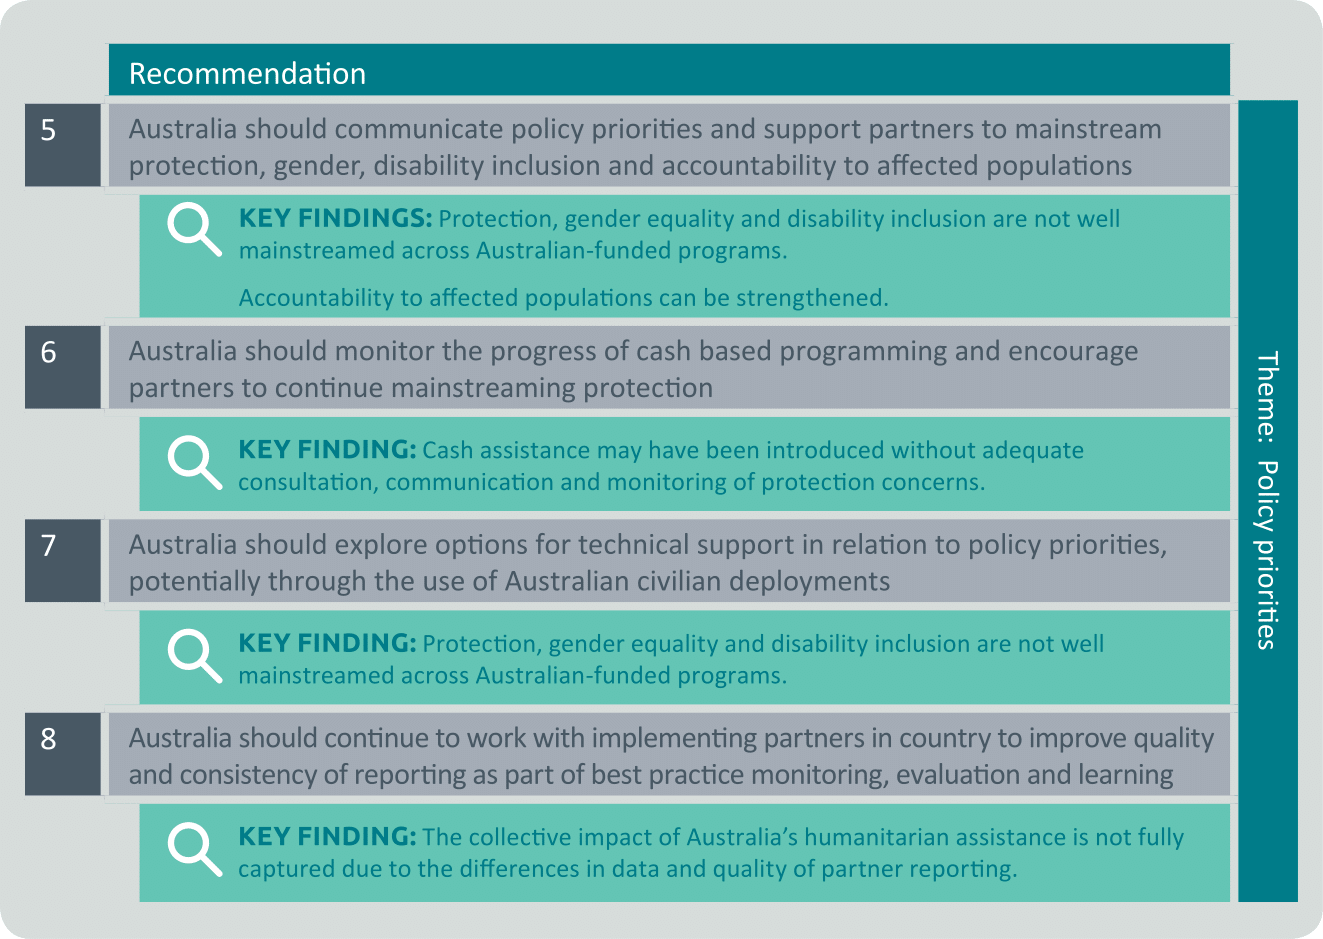 Recommendation
5
Australia should communicate policy priorities and support partners to mainstream
protection, gender, disability inclusion and accountability to affected populations
KEY FINDINGS: Protection, gender equality and disability inclusion are not well
mainstreamed across Australian-funded programs.
Accountability to affected populations can be strengthened.
6
Australia should monitor the progress of cash based programming and encourage
partners to continue mainstreaming protection
KEY FINDING: Cash assistance may have been introduced without adequate
consultation, communication and monitoring of protection concerns.
7
Australia should explore options for technical support in relation to policy priorities,
potentially through the use of Australian civilian deployments
KEY FINDING: Protection, gender equality and disability inclusion are not well
mainstreamed across Australian-funded programs.
8
Australia should continue to work with implementing partners in country to improve quality
and consistency of reporting as part of best practice monitoring, evaluation and learning
KEY FINDING: The collective impact of Australia’s humanitarian assistance is not fully
captured due to the differences in data and quality of partner reporting.
Theme: Policy priorities